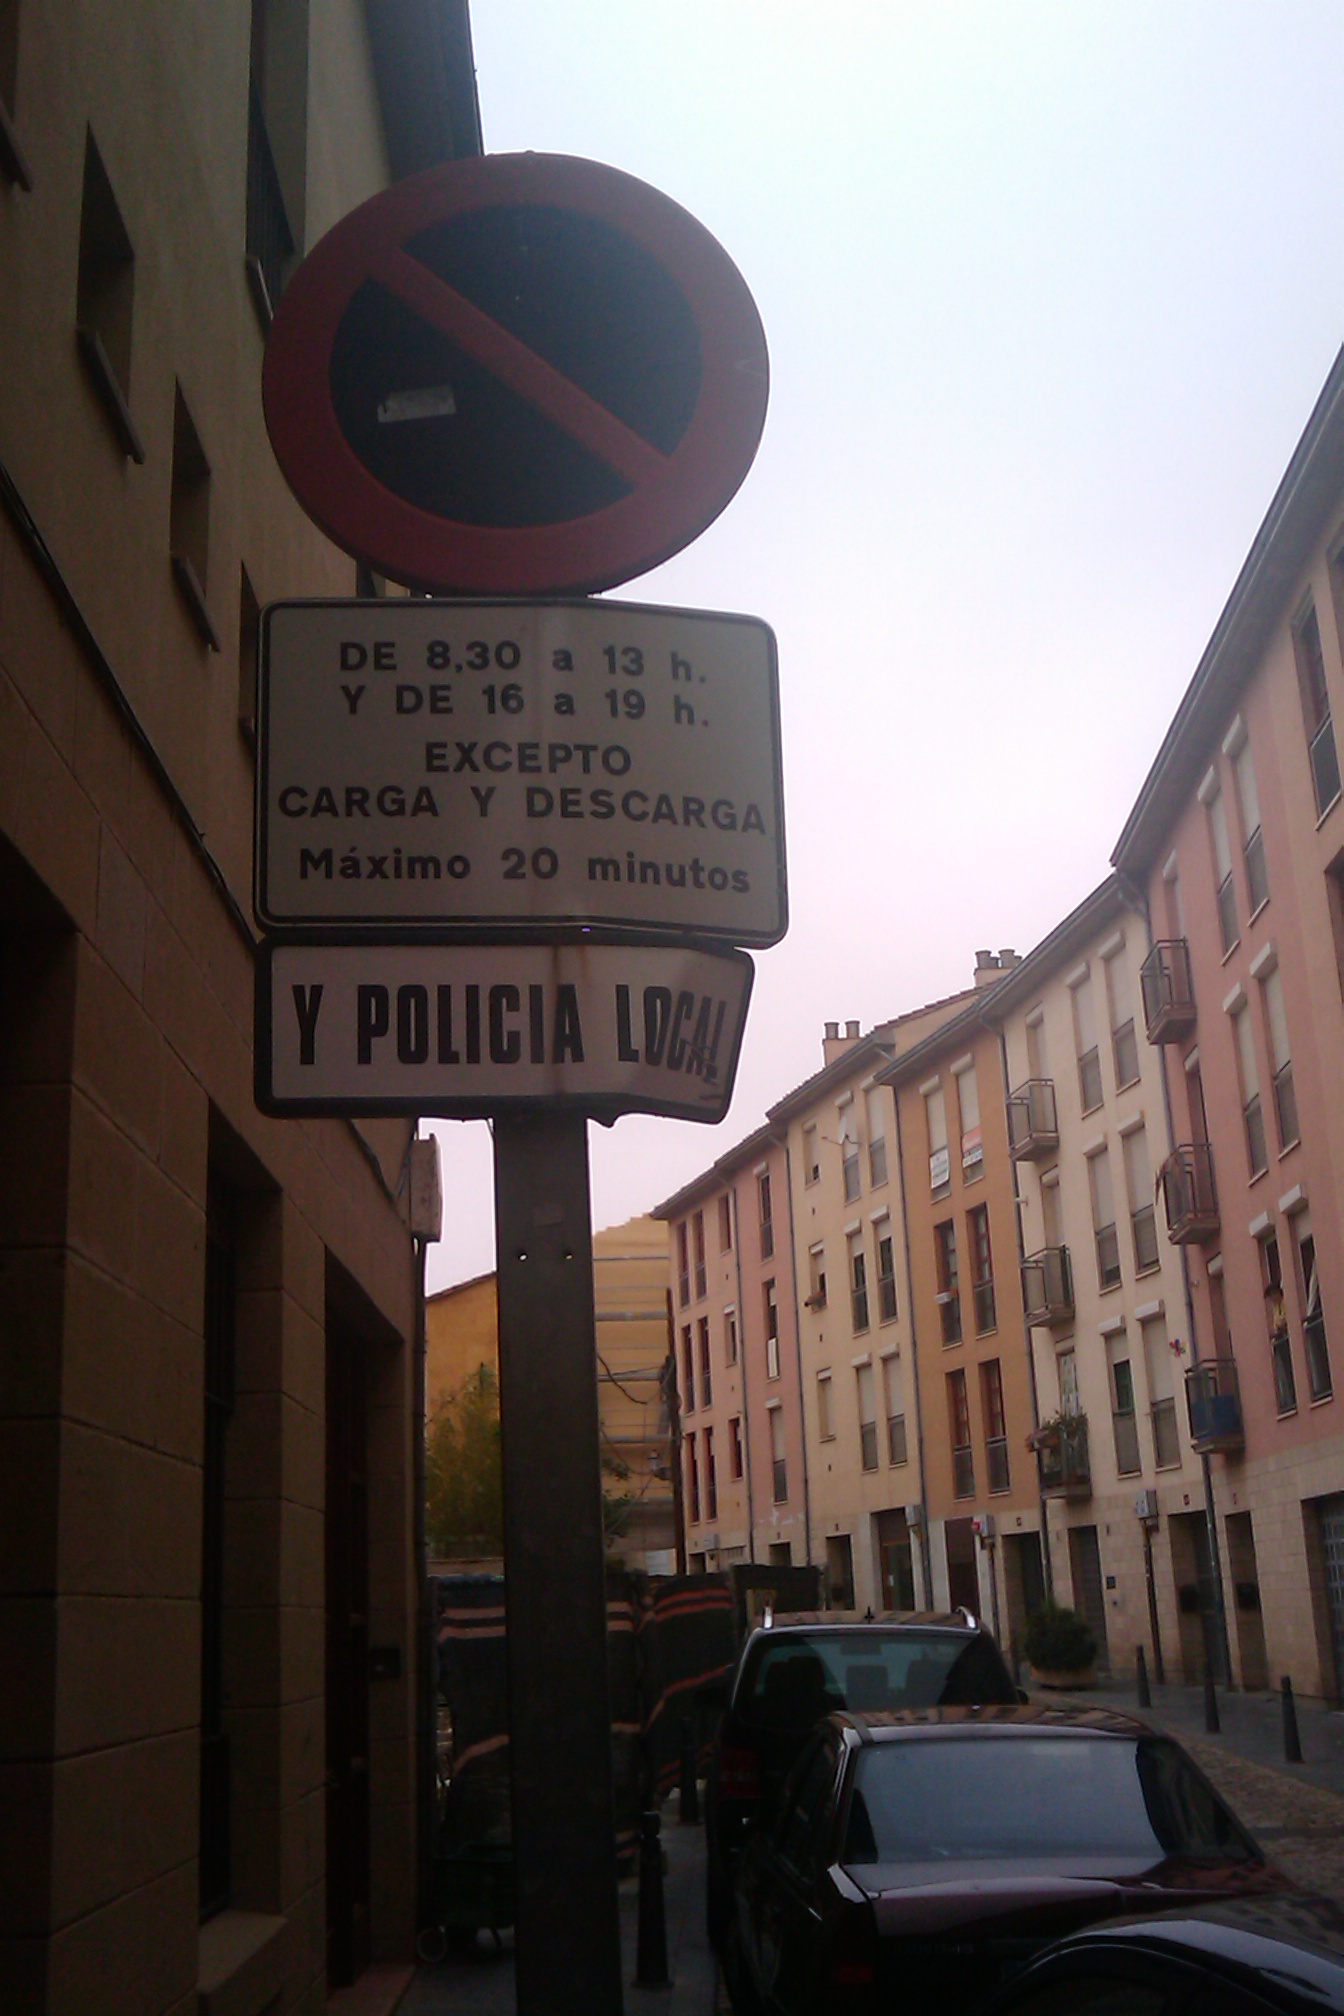 DE 8,30 a 13 h.
Y DE 16 a 19 h.
EXCEPTO
CARGA Y DESCARGA
Máximo 20 minutos
Y POLICIA LOCAL